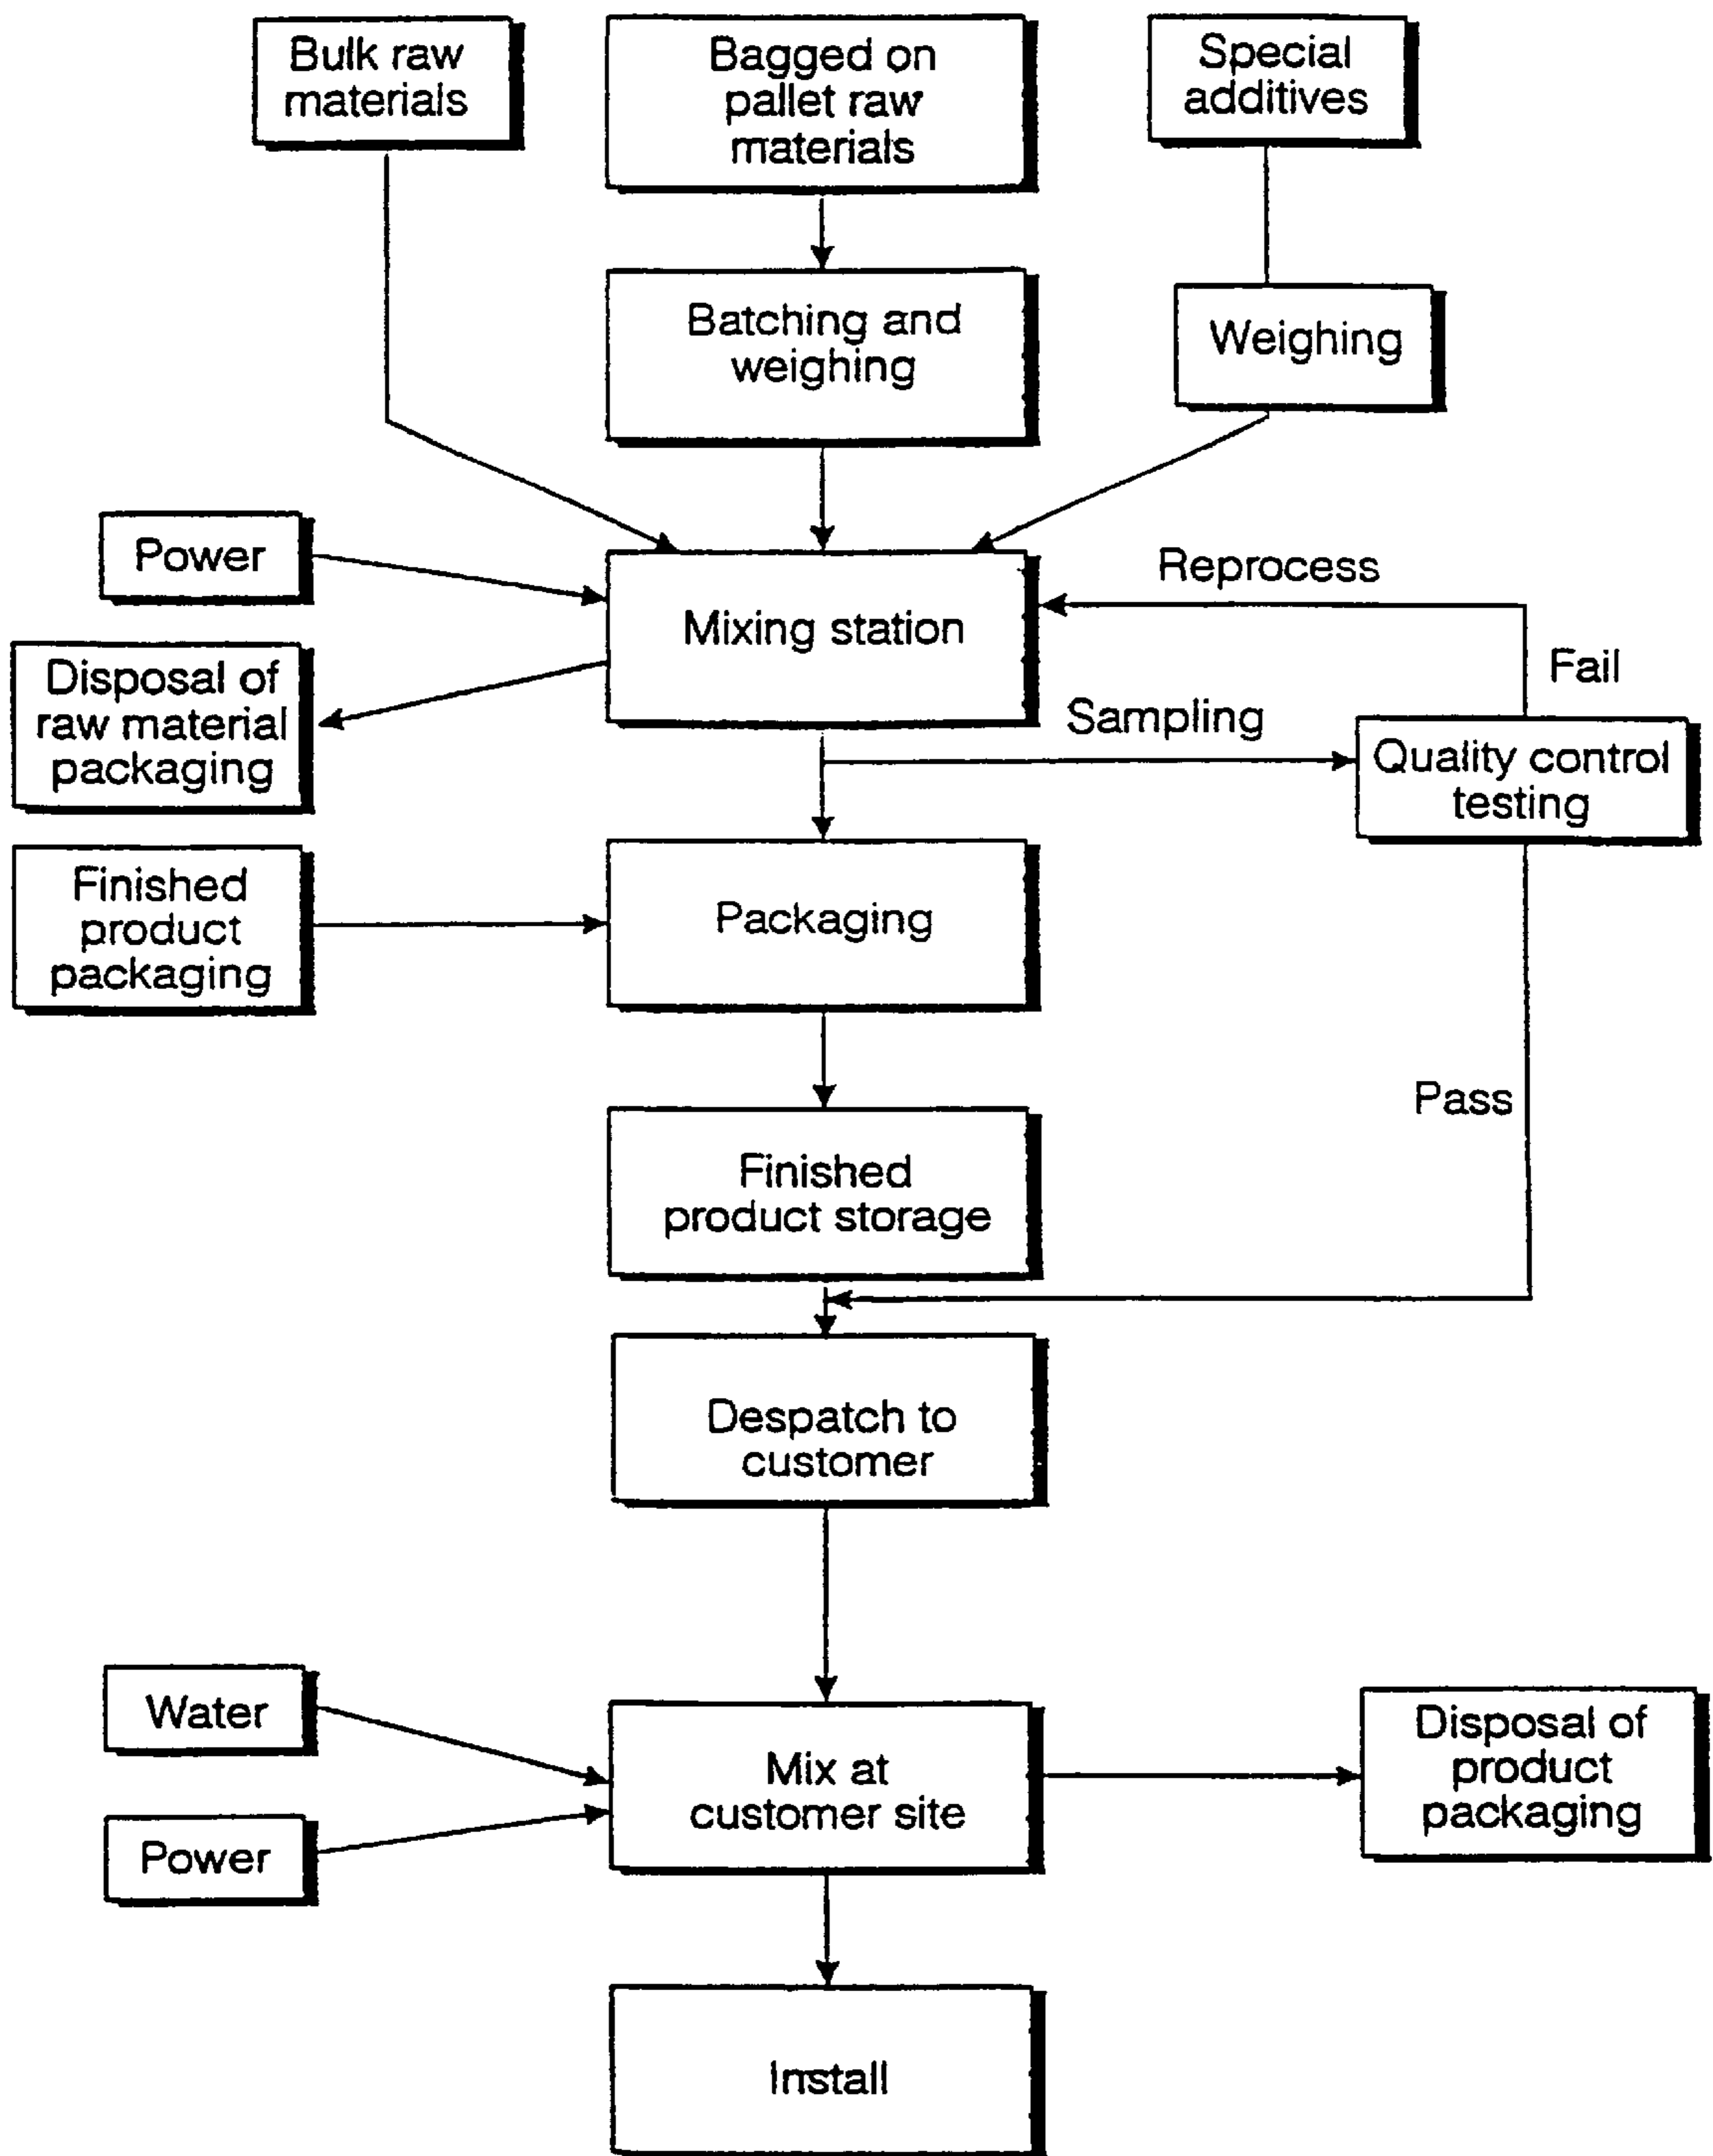 Bulk raw
materials
Bagged on
pallet raw
materials
Special
additives
Batching and
weighing
Weighing
Power
Mixing station
Reprocess
Fail
Disposal of
raw material
packaging
Sampling
Quality control
testing
Finished
product
packaging
Packaging
Pass
Finished
product storage
Despatch to
customer
Water
Power
Mix at
customer site
Disposal of
product
packaging
Install